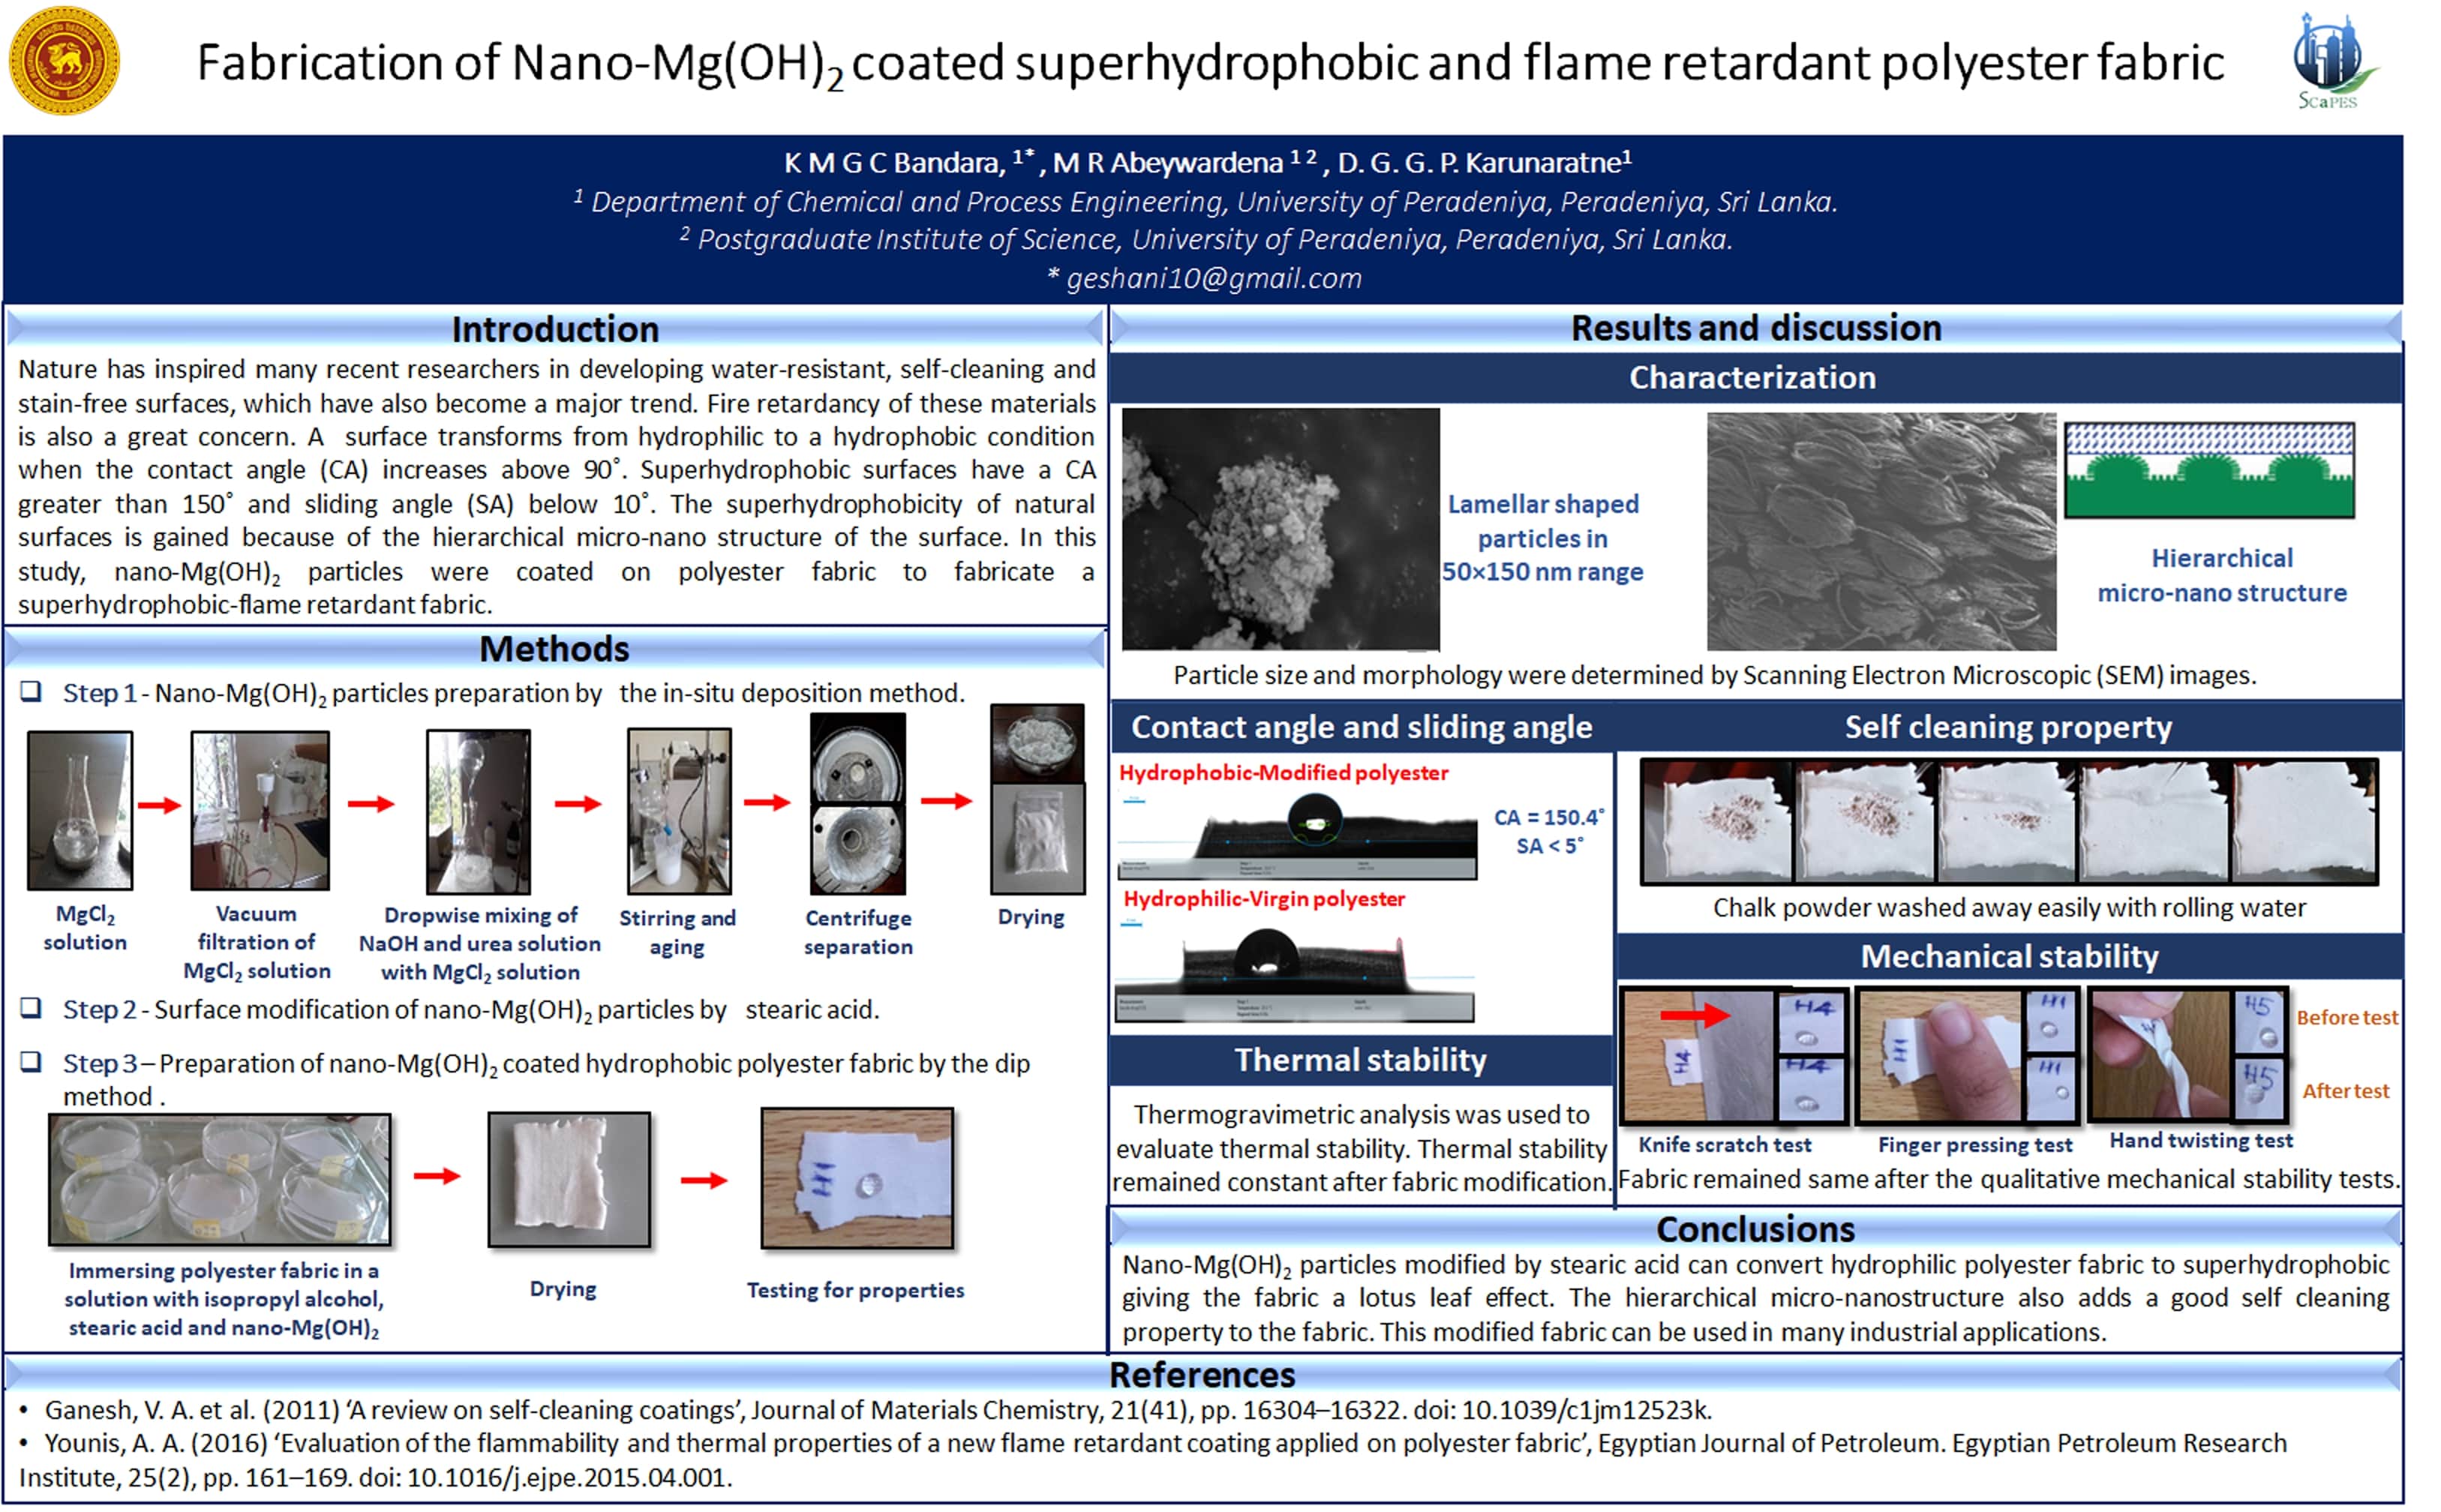 Fabrication of Nano-Mg(OH)₂ coated superhydrophobic and flame retardant polyester fabric
SCAPES
K M G C Bandara, ¹* , M R Abeywardena ¹ ² , D. G. G. P. Karunaratne¹
¹ Department of Chemical and Process Engineering, University of Peradeniya, Peradeniya, Sri Lanka.
² Postgraduate Institute of Science, University of Peradeniya, Peradeniya, Sri Lanka.
* geshani10@gmail.com
Introduction
Nature has inspired many recent researchers in developing water-resistant, self-cleaning and
stain-free surfaces, which have also become a major trend. Fire retardancy of these materials
is also a great concern. A surface transforms from hydrophilic to a hydrophobic condition
when the contact angle (CA) increases above 90˚. Superhydrophobic surfaces have a CA
greater than 150˚ and sliding angle (SA) below 10˚. The superhydrophobicity of natural
surfaces is gained because of the hierarchical micro-nano structure of the surface. In this
study, nano-Mg(OH)₂ particles were coated on polyester fabric to fabricate a
superhydrophobic-flame retardant fabric.
Methods
❑ Step 1 - Nano-Mg(OH)₂ particles preparation by the in-situ deposition method.
MgCl₂
solution
Vacuum
filtration of
MgCl₂ solution
Dropwise mixing of
NaOH and urea solution
with MgCl₂ solution
Stirring and
aging
Centrifuge
separation
Drying
❑ Step 2 - Surface modification of nano-Mg(OH)₂ particles by stearic acid.
❑ Step 3 – Preparation of nano-Mg(OH)₂ coated hydrophobic polyester fabric by the dip
method .
H1
Immersing polyester fabric in a
solution with isopropyl alcohol,
stearic acid and nano-Mg(OH)₂
Drying
Testing for properties
Results and discussion
Characterization
Lamellar shaped
particles in
50×150 nm range
Hierarchical
micro-nano structure
Particle size and morphology were determined by Scanning Electron Microscopic (SEM) images.
Contact angle and sliding angle
Hydrophobic-Modified polyester
CA = 150.4˚
SA < 5˚
Hydrophilic-Virgin polyester
Thermal stability
Thermogravimetric analysis was used to
evaluate thermal stability. Thermal stability
remained constant after fabric modification.
Self cleaning property
Chalk powder washed away easily with rolling water
Mechanical stability
H4
H4
H4
H1
H1
H1
H5
H5
Before test
After test
Knife scratch test
Finger pressing test
Hand twisting test
Fabric remained same after the qualitative mechanical stability tests.
Conclusions
Nano-Mg(OH)₂ particles modified by stearic acid can convert hydrophilic polyester fabric to superhydrophobic
giving the fabric a lotus leaf effect. The hierarchical micro-nanostructure also adds a good self cleaning
property to the fabric. This modified fabric can be used in many industrial applications.
References
• Ganesh, V. A. et al. (2011) ‘A review on self-cleaning coatings’, Journal of Materials Chemistry, 21(41), pp. 16304–16322. doi: 10.1039/c1jm12523k.
• Younis, A. A. (2016) ‘Evaluation of the flammability and thermal properties of a new flame retardant coating applied on polyester fabric’, Egyptian Journal of Petroleum. Egyptian Petroleum Research
Institute, 25(2), pp. 161–169. doi: 10.1016/j.ejpe.2015.04.001.